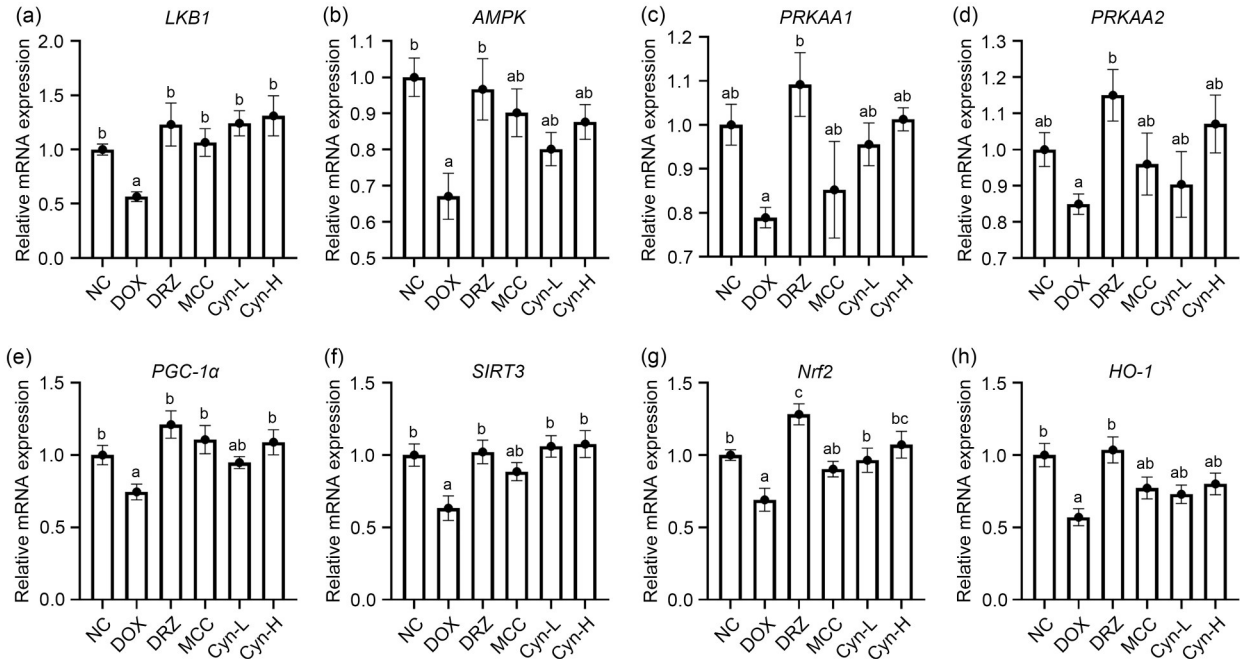 (a) LKB1
Relative mRNA expression
2.0
1.5
1.0
0.5
0.0
b a b b b b
NC DOX DRZ MCC Cyn-L Cyn-H
(b) AMPK
Relative mRNA expression
1.1
1.0
0.9
0.8
0.7
0.6
0.5
b a b ab ab ab
NC DOX DRZ MCC Cyn-L Cyn-H
(c) PRKAA1
Relative mRNA expression
1.2
1.1
1.0
0.9
0.8
0.7
ab a b ab ab ab
NC DOX DRZ MCC Cyn-L Cyn-H
(d) PRKAA2
Relative mRNA expression
1.3
1.2
1.1
1.0
0.9
0.8
0.7
ab a b ab ab ab
NC DOX DRZ MCC Cyn-L Cyn-H
(e) PGC-1α
Relative mRNA expression
1.5
1.0
0.5
0.0
b a b b ab b
NC DOX DRZ MCC Cyn-L Cyn-H
(f) SIRT3
Relative mRNA expression
1.5
1.0
0.5
0.0
b a b ab b b
NC DOX DRZ MCC Cyn-L Cyn-H
(g) Nrf2
Relative mRNA expression
1.5
1.0
0.5
0.0
b a c ab b bc
NC DOX DRZ MCC Cyn-L Cyn-H
(h) HO-1
Relative mRNA expression
1.5
1.0
0.5
0.0
b a b ab ab ab
NC DOX DRZ MCC Cyn-L Cyn-H